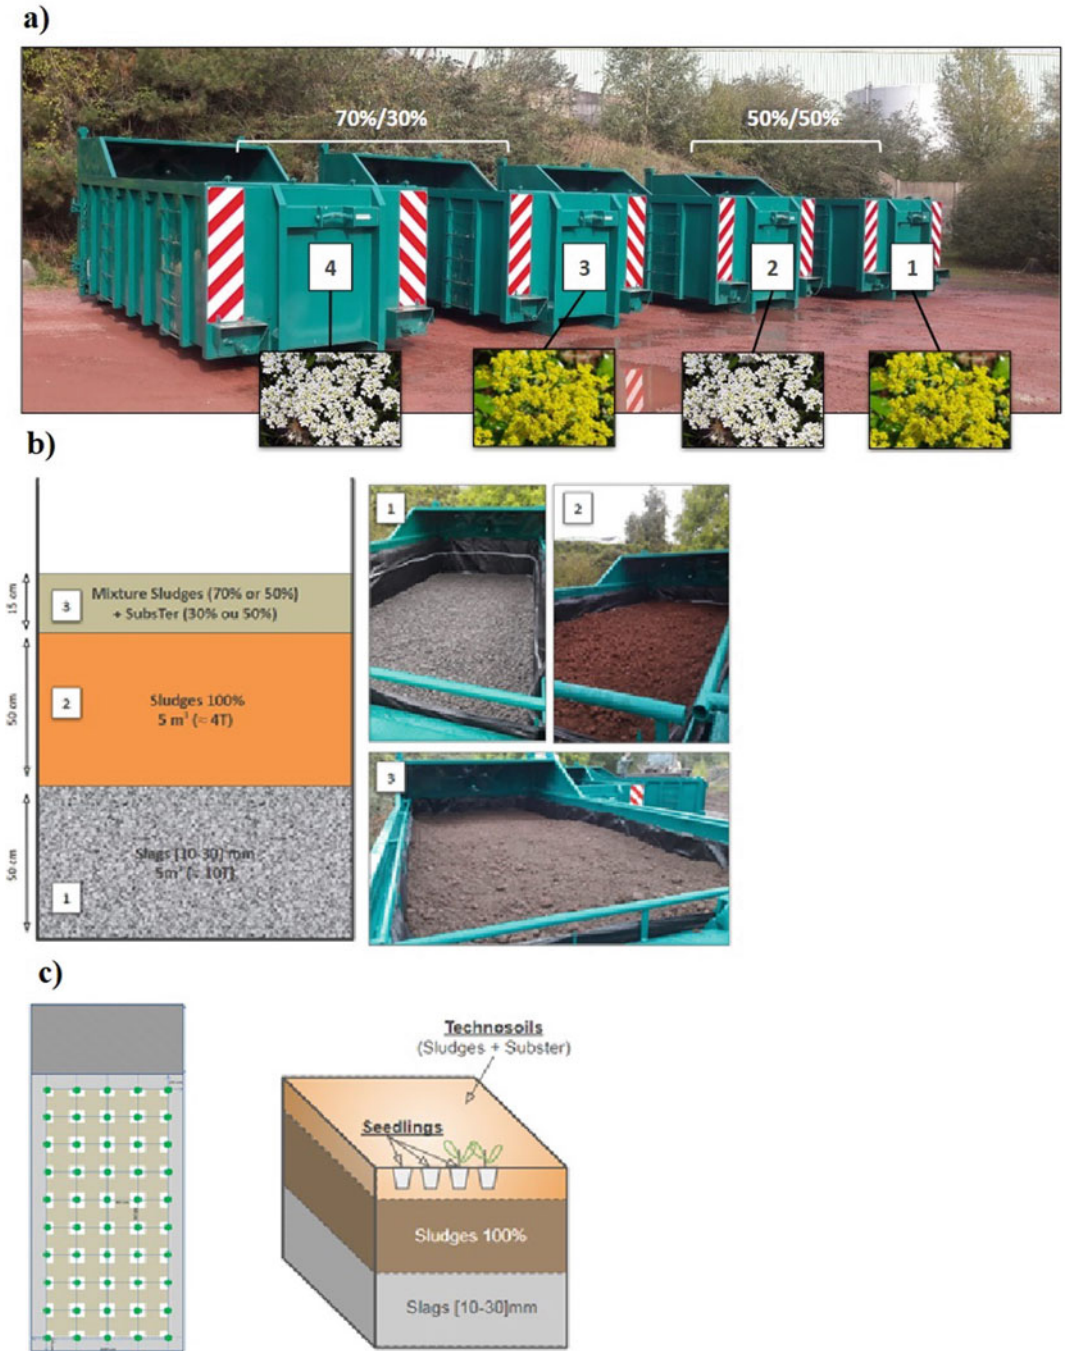 a)
70%/30%
50%/50%
4
3
2
1
b)
15 cm
3
Mixture Sludges (70% or 50%)
+ SubsTer (30% ou 50%)
50 cm
2
Sludges 100%
5 m³ (≈ 4T)
50 cm
Slags [10-30] mm
5m³ (≈ 10T)
1
1
2
3
c)
Technosoils
(Sludges + Subster)
Seedlings
Sludges 100%
Slags [10-30]mm